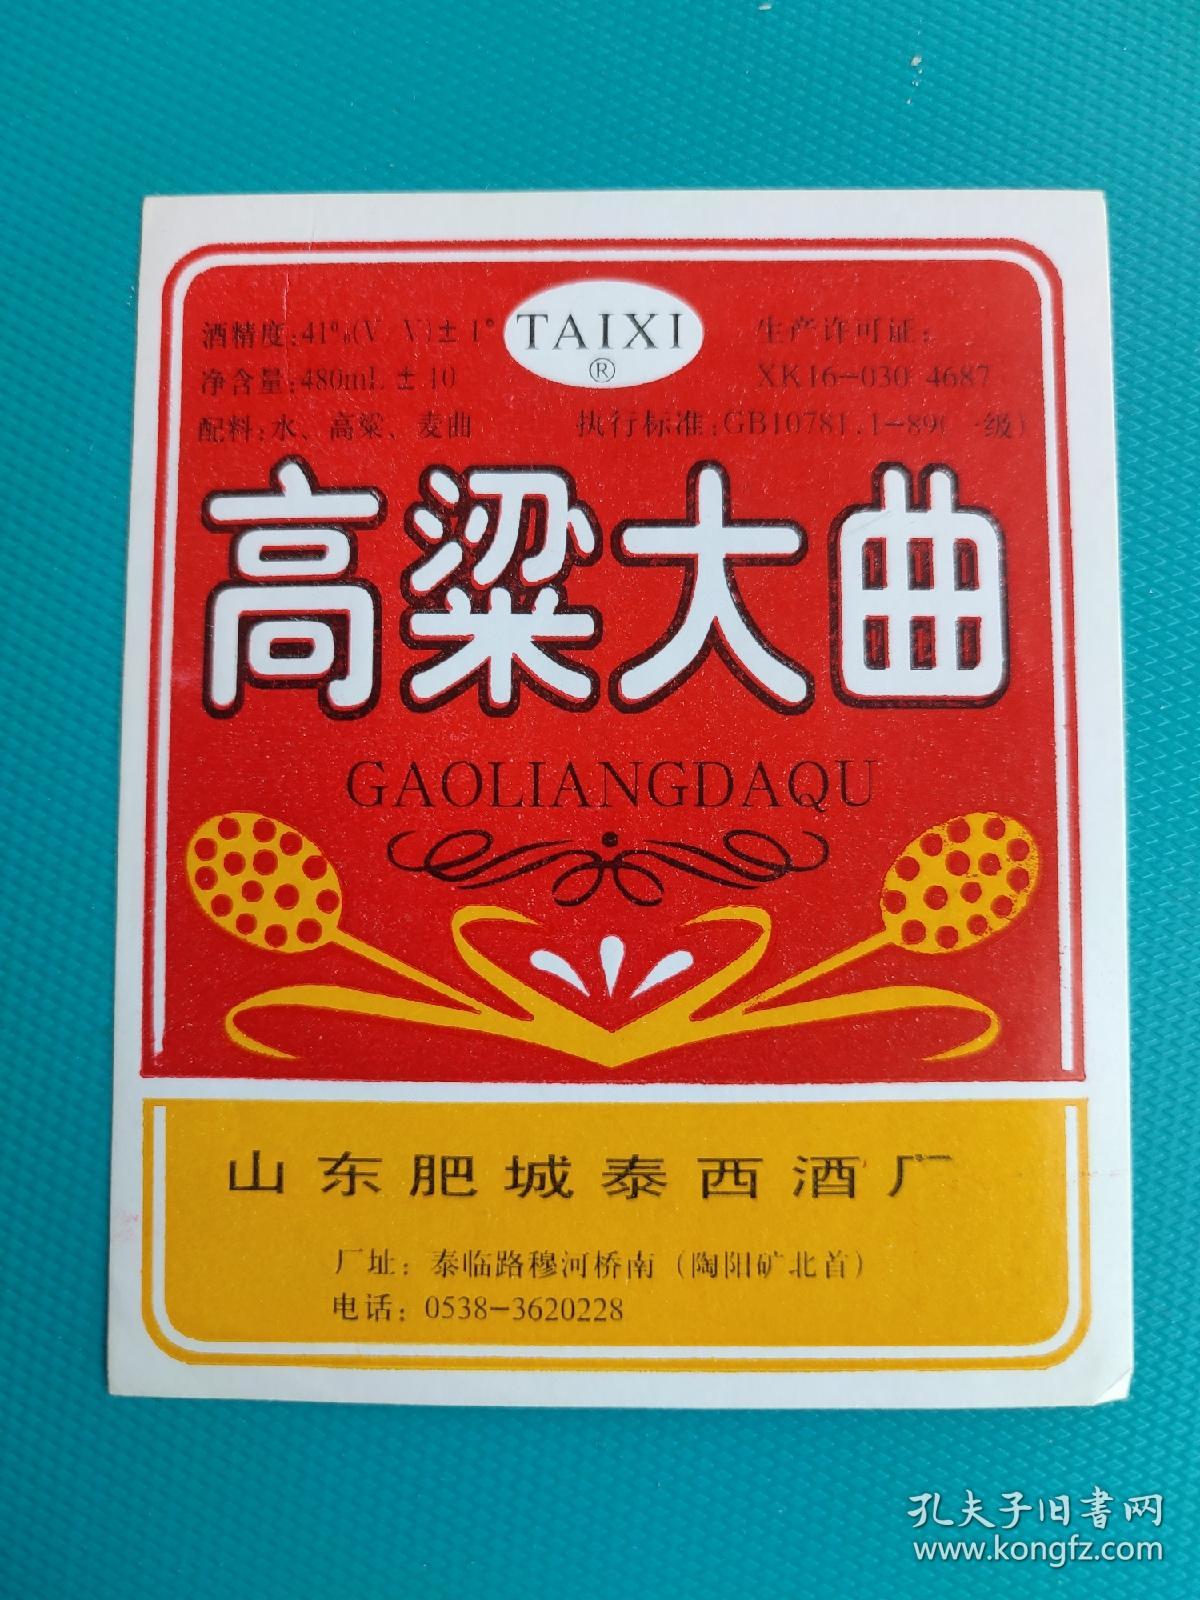 TAIXI
®
酒精度:41%(V V)±1°
净含量:480mL ±10
配料:水、高粱、麦曲
生产许可证:
XK16-030 4687
执行标准:GB10781.1-89(一级)
高粱大曲
GAOLIANGDAQU
山东肥城泰西酒厂
厂址: 泰临路穆河桥南 (陶阳矿北首)
电话: 0538-3620228
孔夫子旧书网
www.kongfz.com